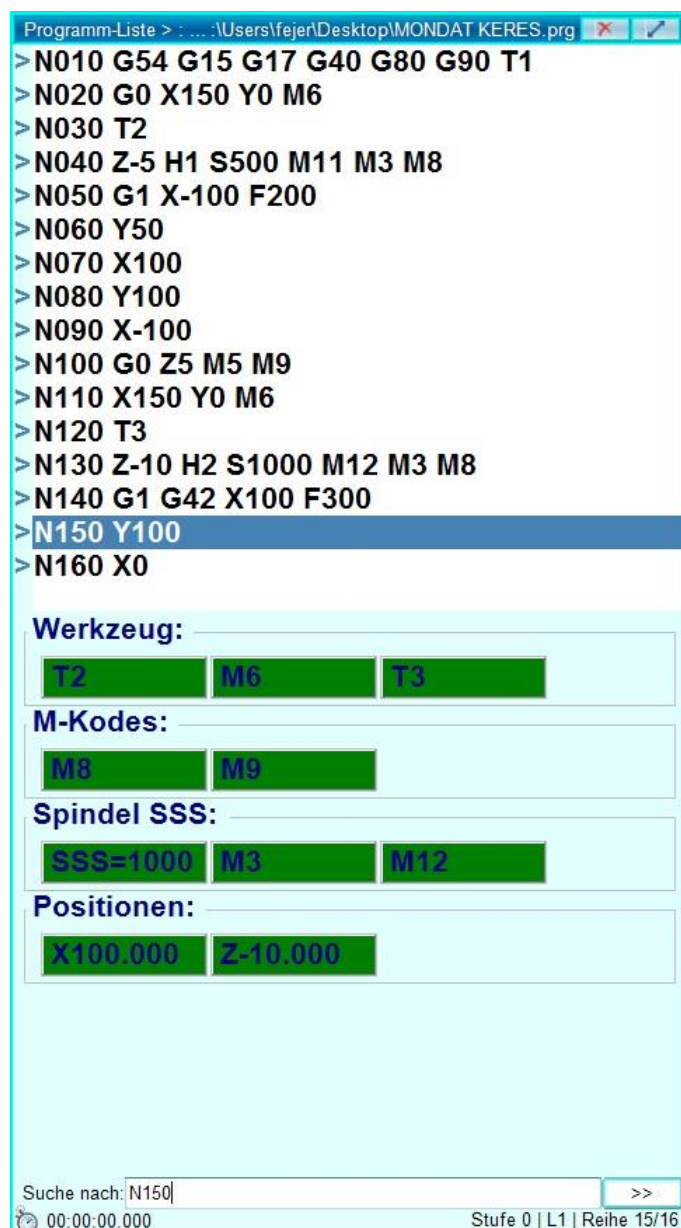 Programm-Liste > : ... :\Users\fejer\Desktop\MONDAT KERES.prg
>N010 G54 G15 G17 G40 G80 G90 T1
>N020 G0 X150 Y0 M6
>N030 T2
>N040 Z-5 H1 S500 M11 M3 M8
>N050 G1 X-100 F200
>N060 Y50
>N070 X100
>N080 Y100
>N090 X-100
>N100 G0 Z5 M5 M9
>N110 X150 Y0 M6
>N120 T3
>N130 Z-10 H2 S1000 M12 M3 M8
>N140 G1 G42 X100 F300
>N150 Y100
>N160 X0
Werkzeug:
T2 M6 T3
M-Kodes:
M8 M9
Spindel SSS:
SSS=1000 M3 M12
Positionen:
X100.000 Z-10.000
Suche nach: N150 >>
00:00:00.000 Stufe 0 | L1 | Reihe 15/16